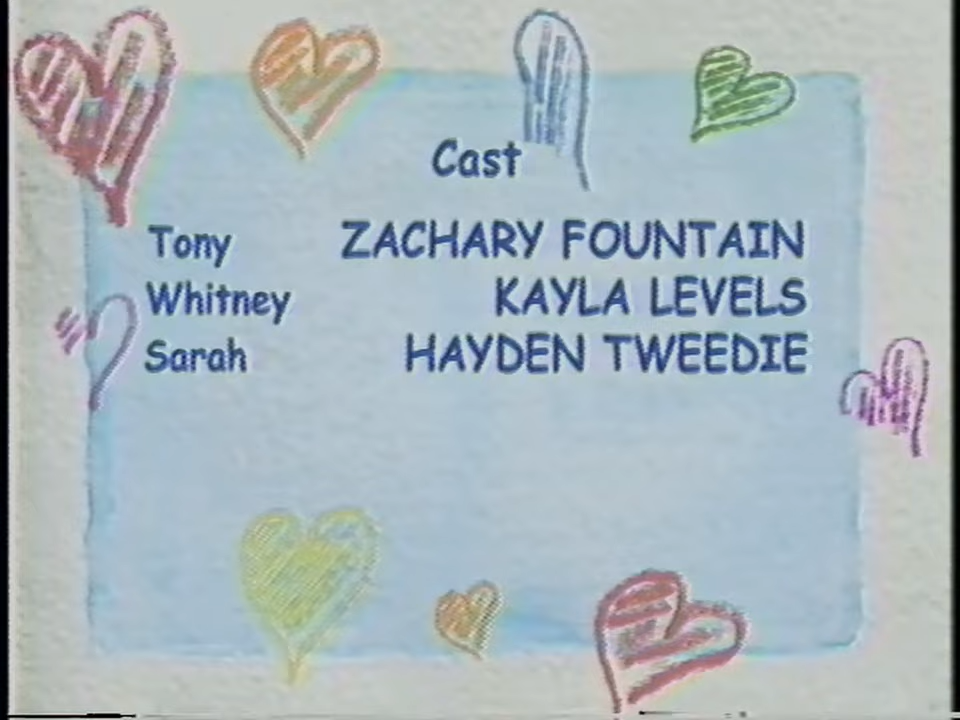 Cast
Tony ZACHARY FOUNTAIN
Whitney KAYLA LEVELS
Sarah HAYDEN TWEEDIE